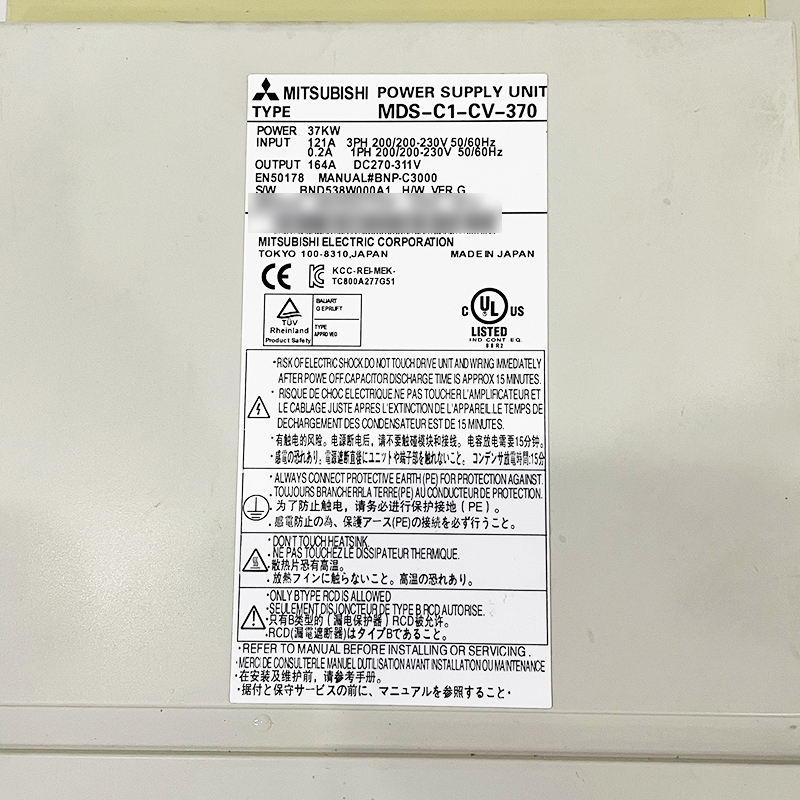 MITSUBISHI POWER SUPPLY UNIT
TYPE MDS-C1-CV-370
POWER 37KW
INPUT 121A 3PH 200/200-230V 50/60Hz
0.2A 1PH 200/200-230V 50/60Hz
OUTPUT 164A DC270-311V
EN50178 MANUAL#BNP-C3000
S/W BND538W000A1 H/W VER.G
MITSUBISHI ELECTRIC CORPORATION
TOKYO 100-8310,JAPAN MADE IN JAPAN
CE KCC-REI-MEK-
TC800A277G51
TÜV
Rheinland
Product Safety
BAUART
GEPRUFT
TYPE
APPROVED
C UL US
LISTED
IND CONT EQ
88R2
•RISK OF ELECTRIC SHOCK.DO NOT TOUCH DRIVE UNIT AND WIRING IMMEDIATELY
AFTER POWE OFF.CAPACITOR DISCHARGE TIME IS APPROX 15 MINUTES.
•RISQUE DE CHOC ELECTRIQUE.NE PAS TOUCHER L'AMPLIFICATEUR ET
LE CABLAGE JUSTE APRES L'EXTINCTION DE L'APPAREIL.LE TEMPS DE
DECHARGEMENT DES CONDENSATEUR EST DE 15 MINUTES.
•有触电的风险。电源断电后，请不要触碰模块和接线。电容放电需要15分钟。
•感電の恐れあり。電源遮断直後にユニットや端子部を触れないこと。コンデンサ放電時間:15分
•ALWAYS CONNECT PROTECTIVE EARTH (PE) FOR PROTECTION AGAINST.
•TOUJOURS BRANCHERRLA TERRE(PE) AU CONDUCTEUR DE PROTECTION.
•为了防止触电，请务必进行保护接地（PE）。
•感電防止の為、保護アース(PE)の接続を必ず行うこと。
•DON'T TOUCH HEATSINK.
•NE PAS TOUCHEZ LE DISSIPATEUR THERMIQUE.
•散热片恐有高温。
•放熱フィンに触らないこと。高温の恐れあり。
•ONLY BTYPE RCD IS ALLOWED
•SEULEMENT DISJONCTEUR DE TYPE B RCD AUTORISE.
•只有B类型的（漏电保护器）RCD被允许。
•RCD(漏電遮断器)はタイプBであること。
•REFER TO MANUAL BEFORE INSTALLING OR SERVICING.
•MERCI DE CONSULTERLE MANUEL DUTILISATION AVANT INSTALLATION OU MAINTENANCE
•在安装及维护前，请参考手册。
•据付と保守サービスの前に、マニュアルを参照すること•